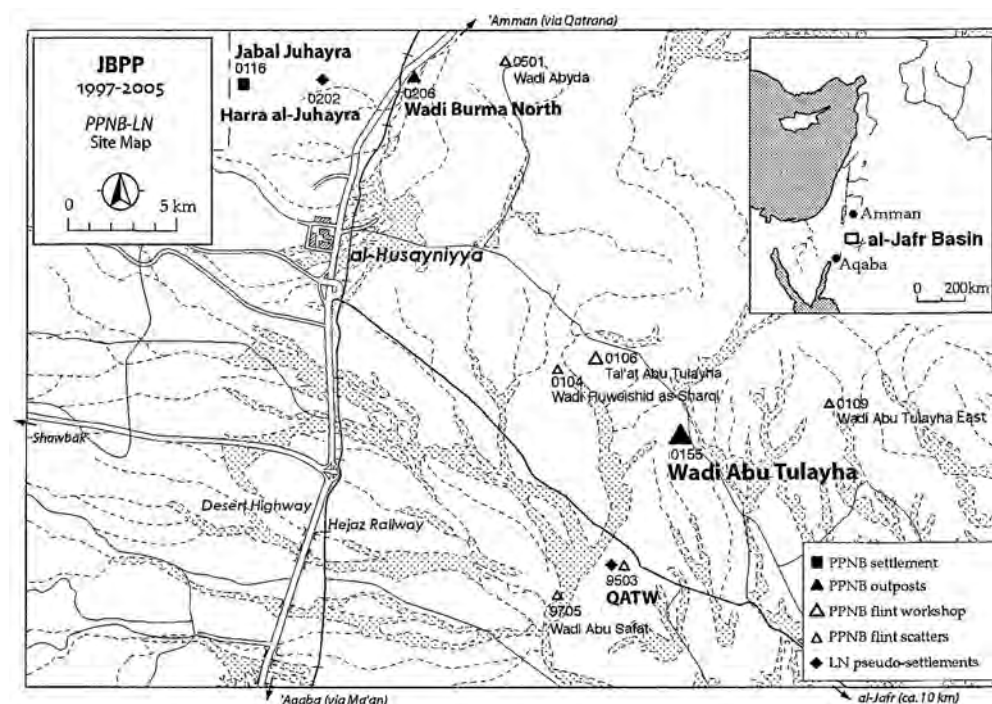 'Amman (via Qatrona)
JBPP
1997-2005
PPNB-LN
Site Map
0 5 km
Jabal Juhayra
0116
0202
Harra al-Juhayra
0206
Wadi Burma North
0501
Wadi Abyda
Amman
al-Jafr Basin
Aqaba
0 200km
al-Husayniyya
0106
Tal'at Abu Tulayha
0104
Wadi Ruweishid as-Sharqi
0109
Wadi Abu Tulayha East
0155
Wadi Abu Tulayha
Shawbak
Desert Highway
Hejaz Railway
9503
QATW
9705
Wadi Abu Safat
PPNB settlement
PPNB outposts
PPNB flint workshop
PPNB flint scatters
LN pseudo-settlements
'Aqaba (via Ma'an)
al-Jafr (ca. 10 km)